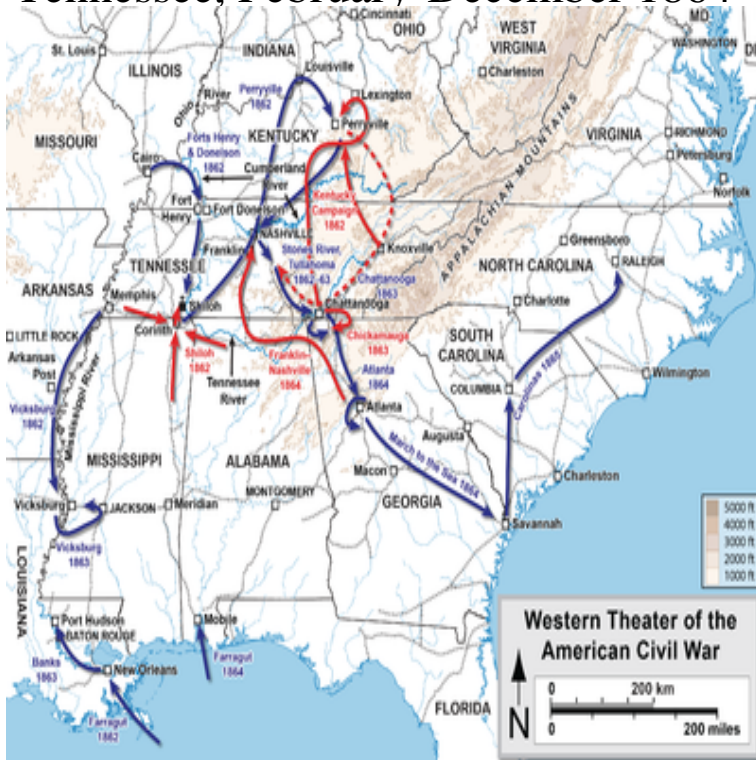 Tennessee, February December
Cincinnati
OHIO
WEST
VIRGINIA
MD
WASHINGTON
St. Louis
INDIANA
ILLINOIS
Louisville
Charleston
Ohio River
Perryville
1862
Lexington
Perryville
MISSOURI
KENTUCKY
VIRGINIA
RICHMOND
Petersburg
Norfolk
Forts Henry
& Donelson
1862
Cairo
Cumberland
River
APPALACHIAN MOUNTAINS
Fort
Henry
Fort Donelson
NASHVILLE
Kentucky
Campaign
1862
Franklin
Stones River,
Tullahoma
1862-63
Knoxville
Greensboro
RALEIGH
TENNESSEE
NORTH CAROLINA
Chattanooga
1863
ARKANSAS
Memphis
Shiloh
Chattanooga
Charlotte
LITTLE ROCK
Corinth
SOUTH
CAROLINA
Chickamauga
1863
Arkansas
Post
Shiloh
1862
Tennessee
River
Franklin-
Nashville
1864
Atlanta
1864
COLUMBIA
Carolinas 1865
Wilmington
Vicksburg
1862
Mississippi River
Atlanta
Augusta
March to the Sea 1864
MISSISSIPPI
ALABAMA
Macon
Charleston
GEORGIA
Vicksburg
JACKSON
Meridian
MONTGOMERY
Savannah
5000 ft
4000 ft
3000 ft
2000 ft
1000 ft
Vicksburg
1863
LOUISIANA
Port Hudson
BATON ROUGE
Mobile
Banks
1863
New Orleans
Farragut
1864
Farragut
1862
FLORIDA
Western Theater of the
American Civil War
N
0 200 km
0 200 miles